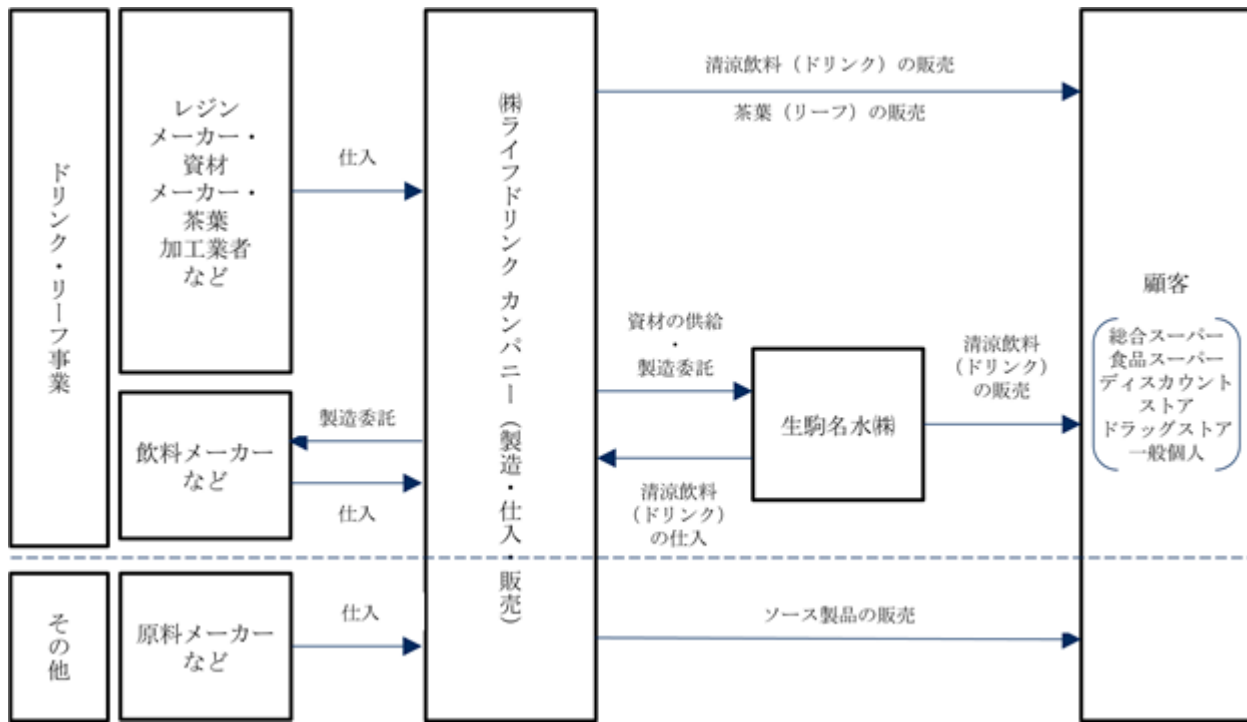 ドリンク・リーフ事業
レジン
メーカー・
資材
メーカー・
茶葉
加工業者
など
仕入
飲料メーカー
など
製造委託
仕入
㈱ライフドリンク カンパニー（製造・仕入・販売）
清涼飲料（ドリンク）の販売
茶葉（リーフ）の販売
資材の供給
・
製造委託
清涼飲料
（ドリンク）
の仕入
生駒名水㈱
清涼飲料
（ドリンク）
の販売
顧客
総合スーパー
食品スーパー
ディスカウント
ストア
ドラッグストア
一般個人
その他
原料メーカー
など
仕入
ソース製品の販売